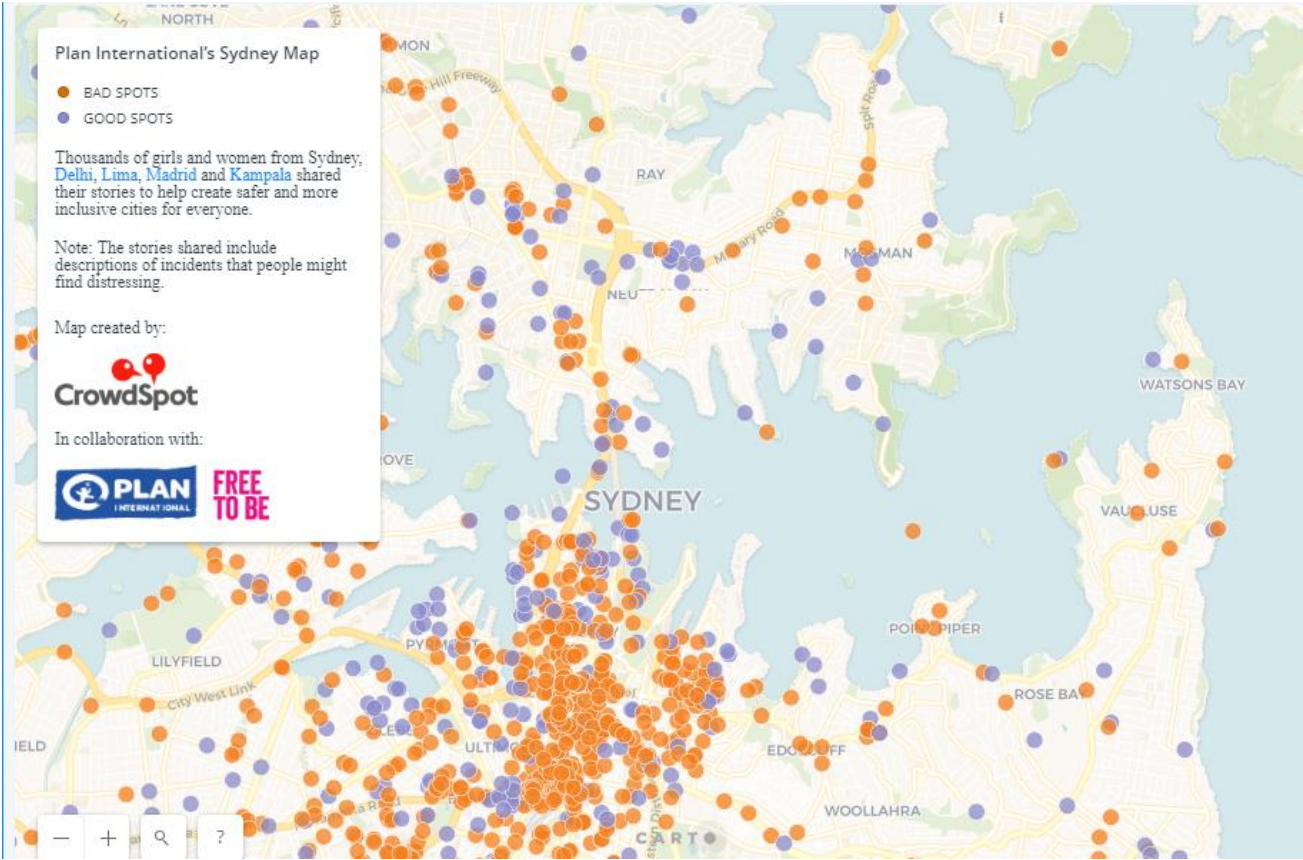 NORTH
Plan International's Sydney Map
BAD SPOTS
GOOD SPOTS
Thousands of girls and women from Sydney,
Delhi, Lima, Madrid and Kampala shared
their stories to help create safer and more
inclusive cities for everyone.
Note: The stories shared include
descriptions of incidents that people might
find distressing.
Map created by:
CrowdSpot
In collaboration with:
PLAN
INTERNATIONAL
FREE
TO BE
MON
Hill Freeway
Spit Road
RAY
Military Road
MOSMAN
NEU
WATSONS BAY
OVE
SYDNEY
VAUCLUSE
POINT PIPER
PYRMONT
LILYFIELD
City West Link
ROSE BAY
IELD
ULTIMO
EDGECLIFF
WOOLLAHRA
CARTO
− + ?